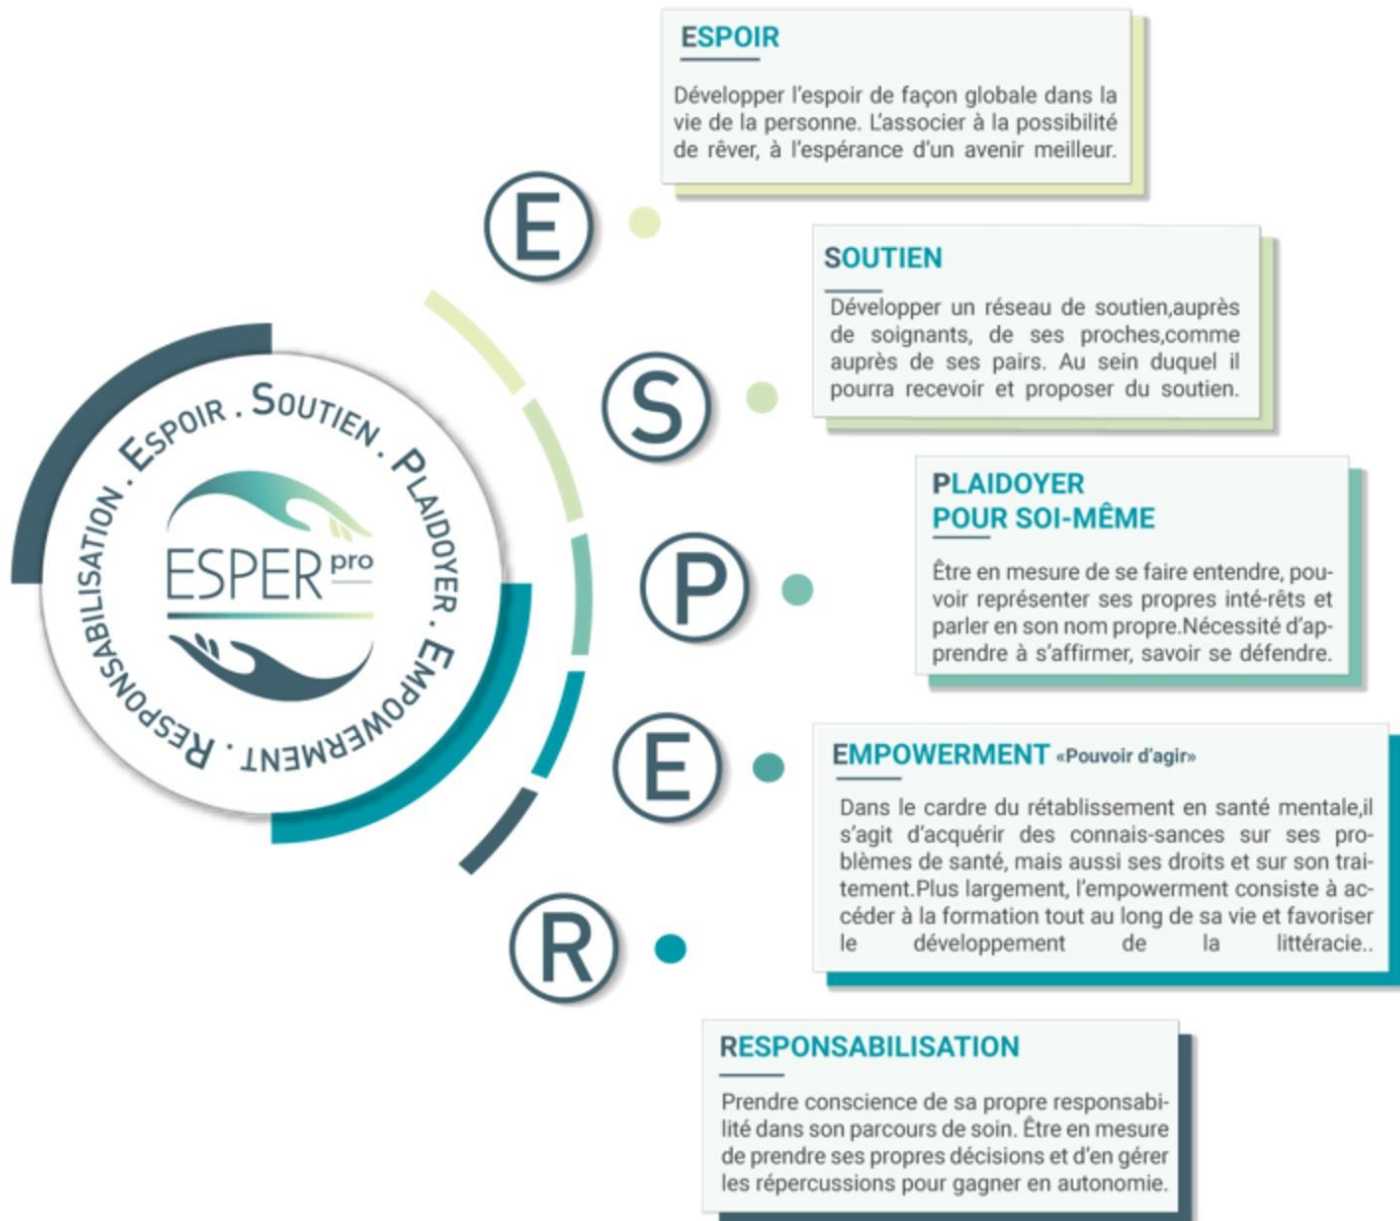 ESPOIR
Développer l'espoir de façon globale dans la
vie de la personne. L'associer à la possibilité
de rêver, à l'espérance d'un avenir meilleur.
E
SOUTIEN
Développer un réseau de soutien,auprès
de soignants, de ses proches,comme
auprès de ses pairs. Au sein duquel il
pourra recevoir et proposer du soutien.
S
PLAIDOYER
POUR SOI-MÊME
Être en mesure de se faire entendre, pou-
voir représenter ses propres inté-rêts et
parler en son nom propre.Nécessité d'ap-
prendre à s'affirmer, savoir se défendre.
P
EMPOWERMENT «Pouvoir d'agir»
Dans le cardre du rétablissement en santé mentale,il
s'agit d'acquérir des connais-sances sur ses pro-
blèmes de santé, mais aussi ses droits et sur son trai-
tement.Plus largement, l'empowerment consiste à ac-
céder à la formation tout au long de sa vie et favoriser
le développement de la littéracie..
E
R
RESPONSABILISATION
Prendre conscience de sa propre responsabi-
lité dans son parcours de soin. Être en mesure
de prendre ses propres décisions et d'en gérer
les répercussions pour gagner en autonomie.
ESPOIR . SOUTIEN . PLAIDOYER . EMPOWERMENT . RESPONSABILISATION .
ESPER pro